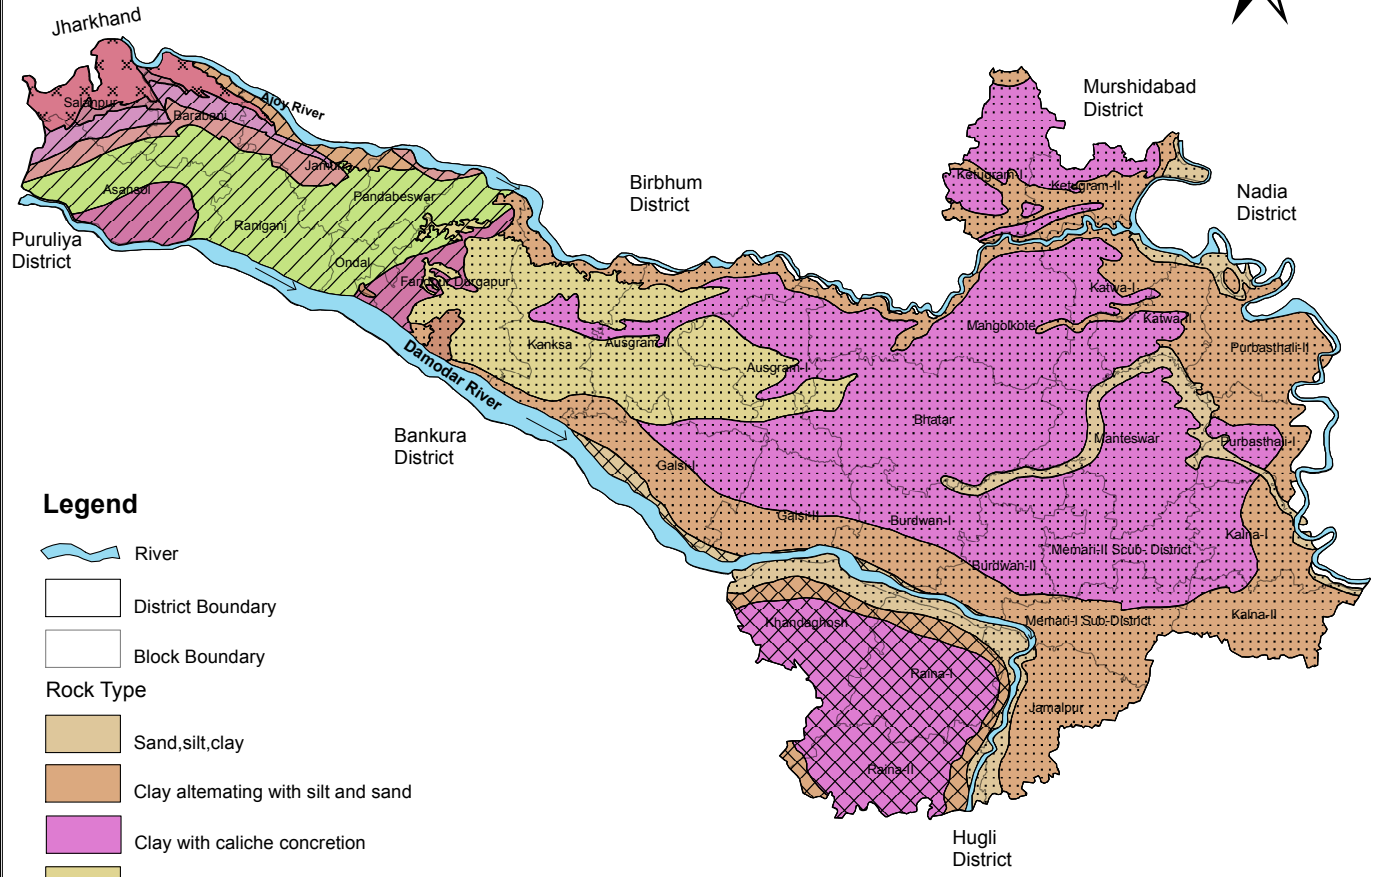 Jharkhand
Murshidabad
District
Salanpur
Ajoy River
Barabani
Jamuria
Birbhum
District
Ketugram-I
Ketugram-II
Nadia
District
Asansol
Pandabeswar
Raniganj
Puruliya
District
Ondal
Faridpur Durgapur
Katwa-I
Mangolkote
Katwa-II
Kanksa
Ausgram-II
Purbasthali-II
Damodar River
Ausgram-I
Bhatar
Bankura
District
Manteswar
Purbasthali-I
Galsi-I
Legend
Galsi-II
Burdwan-I
Kalna-I
River
Memari-II Scub- District
Burdwan-II
District Boundary
Khandaghosh
Memari-I Sub-District
Kalna-II
Block Boundary
Raina-I
Rock Type
Jamalpur
Sand,silt,clay
Raina-II
Clay altemating with silt and sand
Clay with caliche concretion
Hugli
District